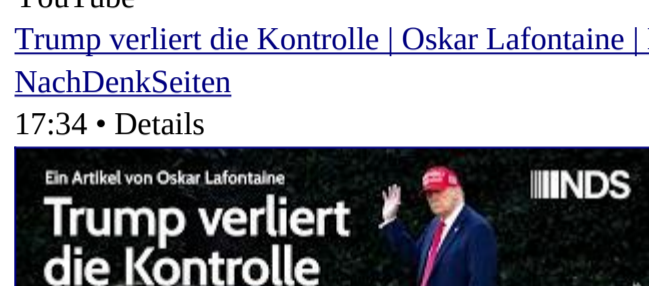 YouTube
Trump verliert die Kontrolle | Oskar Lafontaine |
NachDenkSeiten
17:34 • Details
Ein Artikel von Oskar Lafontaine
NDS
Trump verliert
die Kontrolle